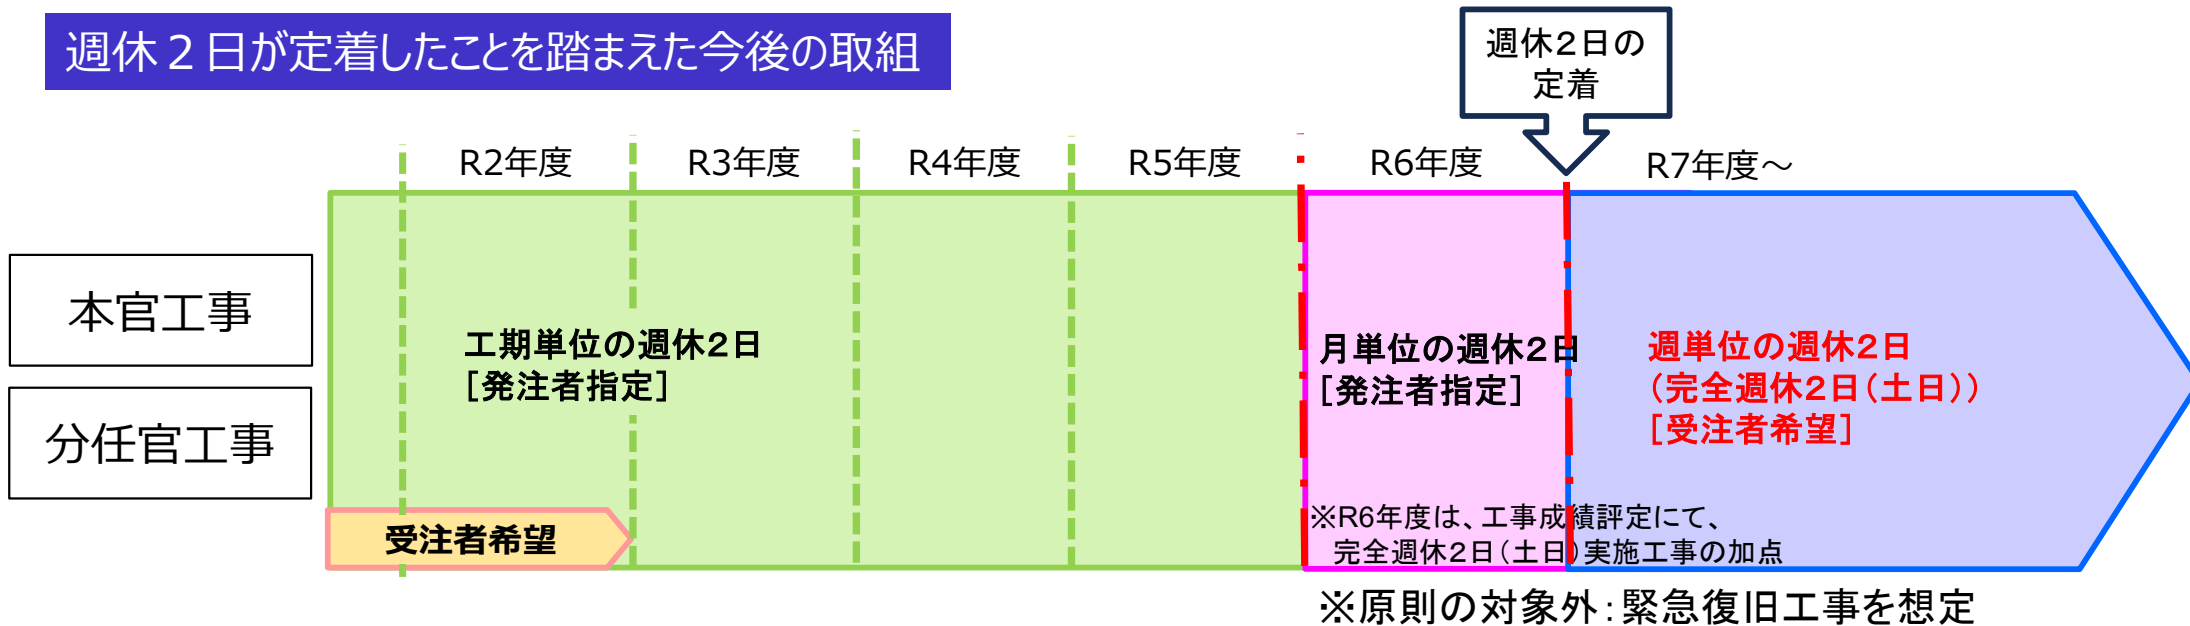 週休２日が定着したことを踏まえた今後の取組
週休2日の
定着
R2年度
R3年度
R4年度
R5年度
R6年度
R7年度～
本官工事
分任官工事
工期単位の週休2日
[発注者指定]
月単位の週休2日
[発注者指定]
週単位の週休2日
(完全週休2日(土日))
[受注者希望]
受注者希望
※R6年度は、工事成績評定にて、
完全週休2日(土日)実施工事の加点
※原則の対象外:緊急復旧工事を想定